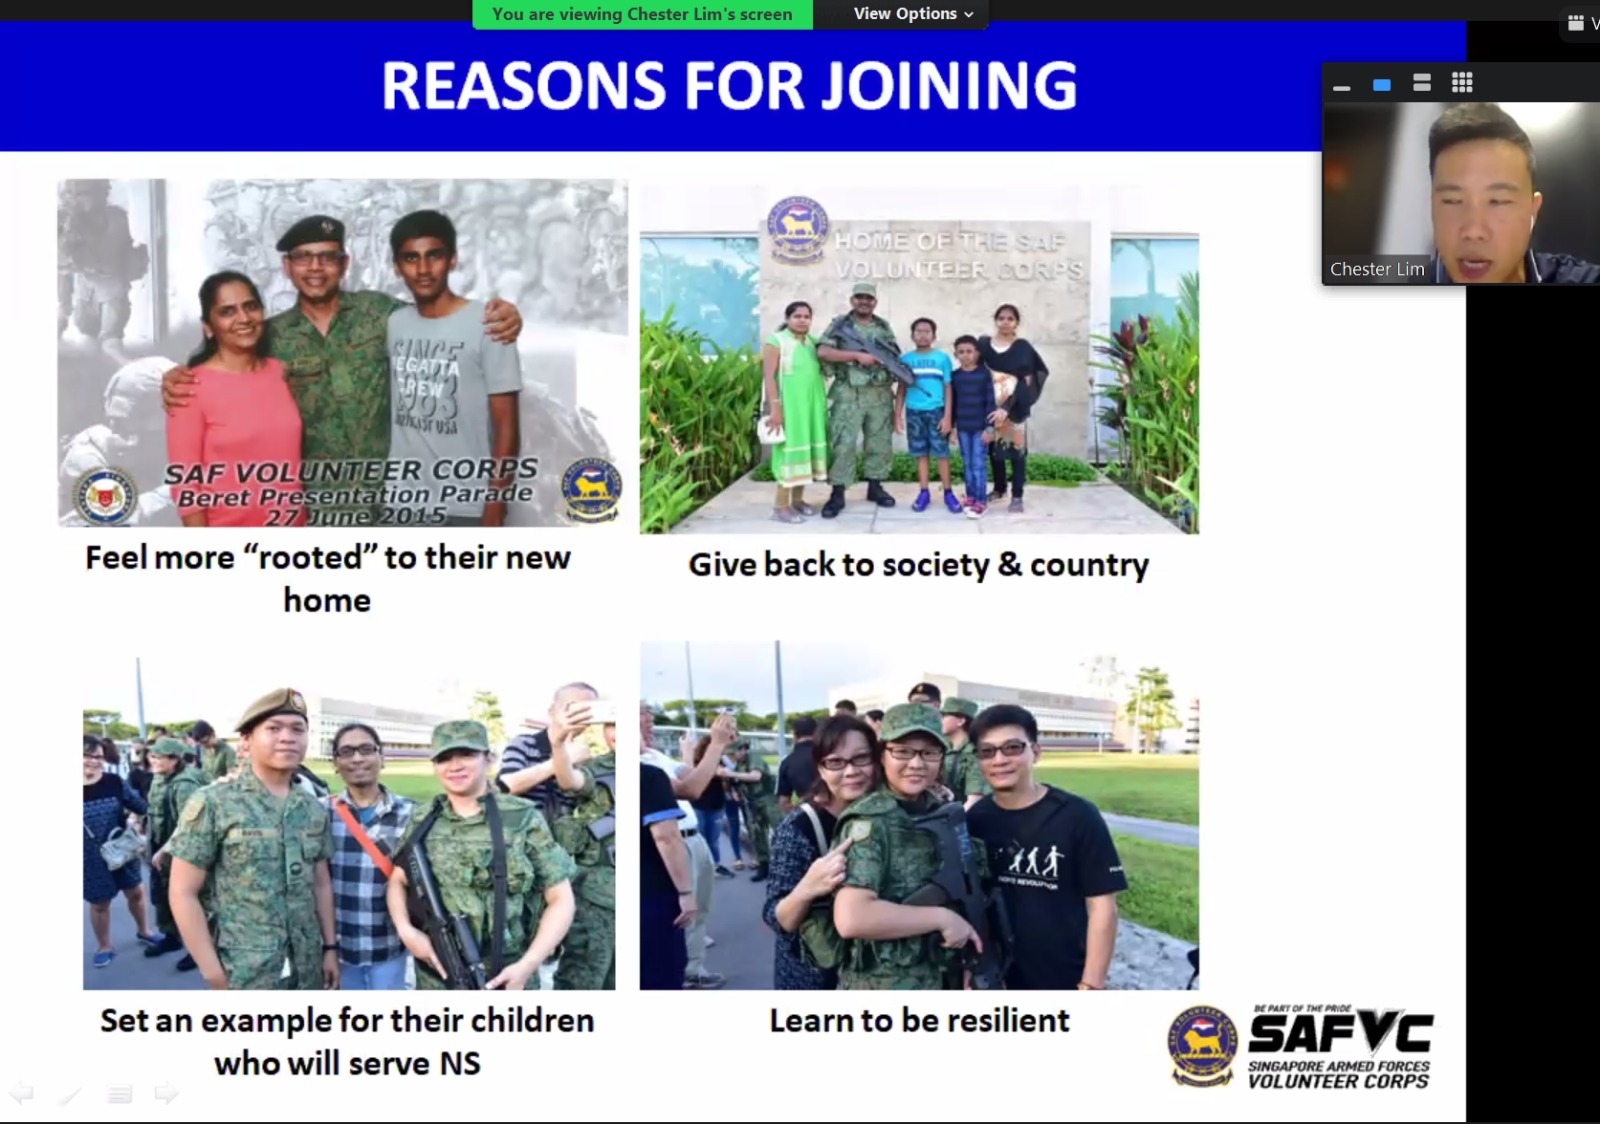 You are viewing Chester Lim's screen
View Options
REASONS FOR JOINING
Chester Lim
HOME OF THE SAF
VOLUNTEER CORPS
SINCE
REGATTA
CREW
SAF VOLUNTEER CORPS
Beret Presentation Parade
27 June 2015
Feel more “rooted” to their new
home
Give back to society & country
Set an example for their children
who will serve NS
Learn to be resilient
BE PART OF THE PRIDE
SAFVC
SINGAPORE ARMED FORCES
VOLUNTEER CORPS